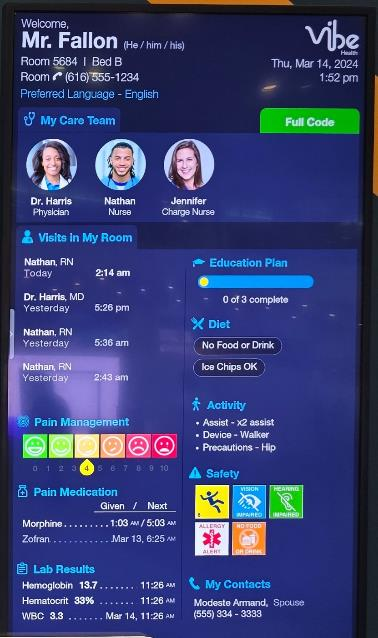 Welcome,
Mr. Fallon (He / him / his)
Room 5684 | Bed B
Room (616) 555-1234
Preferred Language - English
Vibe
Health
Thu, Mar 14, 2024
1:52 pm
My Care Team
Full Code
Dr. Harris
Physician
Nathan
Nurse
Jennifer
Charge Nurse
Visits in My Room
Nathan, RN
Today 2:14 am
Dr. Harris, MD
Yesterday 5:26 pm
Nathan, RN
Yesterday 5:36 am
Nathan, RN
Yesterday 2:43 am
Education Plan
0 of 3 complete
Diet
No Food or Drink
Ice Chips OK
Activity
• Assist - x2 assist
• Device - Walker
• Precautions - Hip
Pain Management
0 1 2 3 4 5 6 7 8 9 10
Pain Medication
Given / Next
Morphine.........1:03 AM / 5:03 AM
Zofran...............Mar 13, 6:25 AM
Lab Results
Hemoglobin 13.7........11:26 AM
Hematocrit 33%.........11:26 AM
WBC 3.3......Mar 14, 11:26 AM
Safety
VISION IMPAIRED
HEARING IMPAIRED
ALLERGY ALERT
NO FOOD OR DRINK
My Contacts
Modeste Armand, Spouse
(555) 334 - 3333